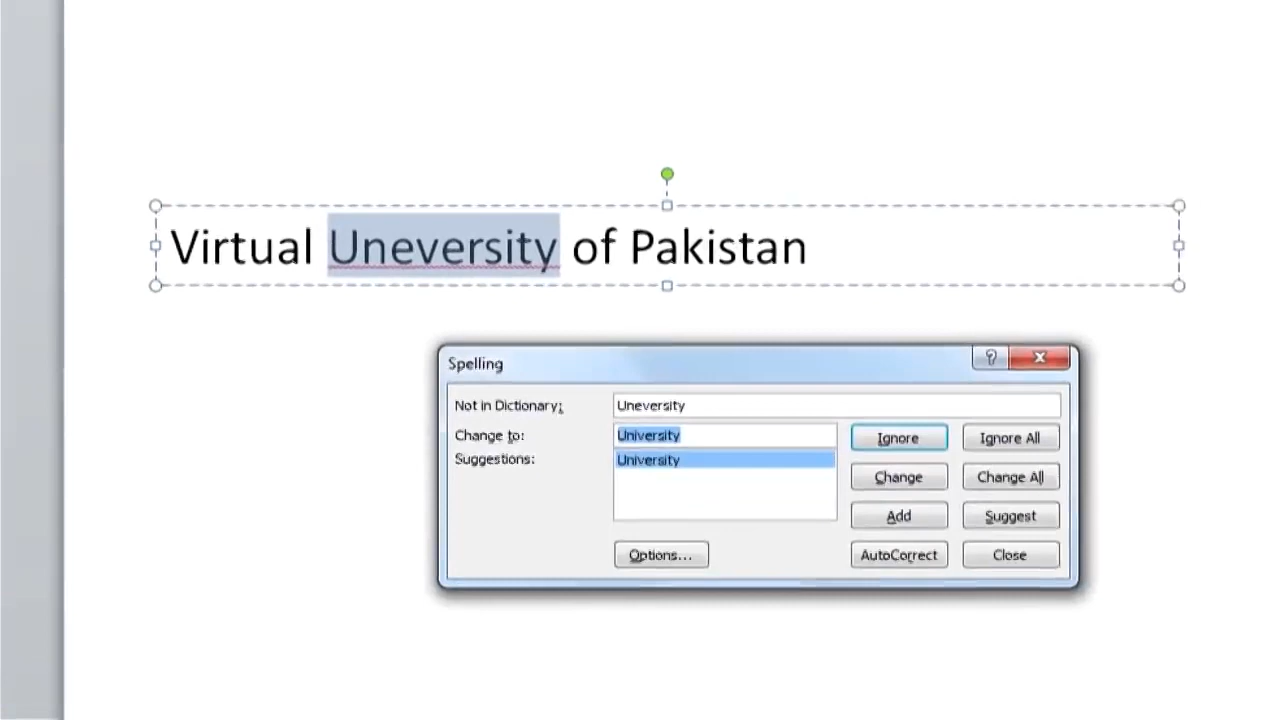 Virtual Uneversity of Pakistan
Spelling
?
Not in Dictionary: Uneversity
Change to: University
Ignore Ignore All
Suggestions: University
Change Change All
Add Suggest
Options... AutoCorrect Close